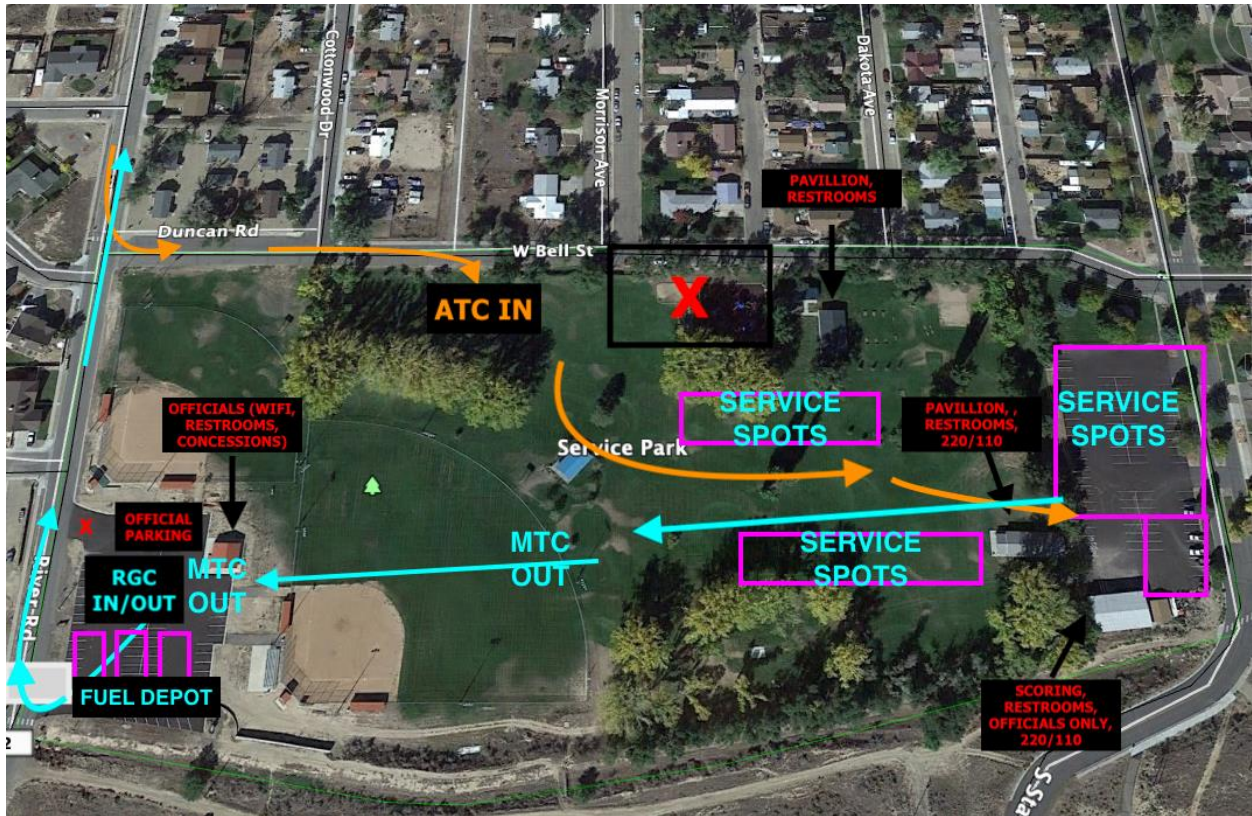 Cottonwood Dr
Morrison Ave
Dakota Ave
PAVILLION,
RESTROOMS
Duncan Rd
W Bell St
X
ATC IN
OFFICIALS (WIFI,
RESTROOMS,
CONCESSIONS)
SERVICE
SPOTS
PAVILLION, ,
RESTROOMS,
220/110
SERVICE
SPOTS
Service Park
X
OFFICIAL
PARKING
MTC
OUT
SERVICE
SPOTS
RGC
IN/OUT
MTC
OUT
River Rd
FUEL DEPOT
SCORING,
RESTROOMS,
OFFICIALS ONLY,
220/110
2
S-Sta